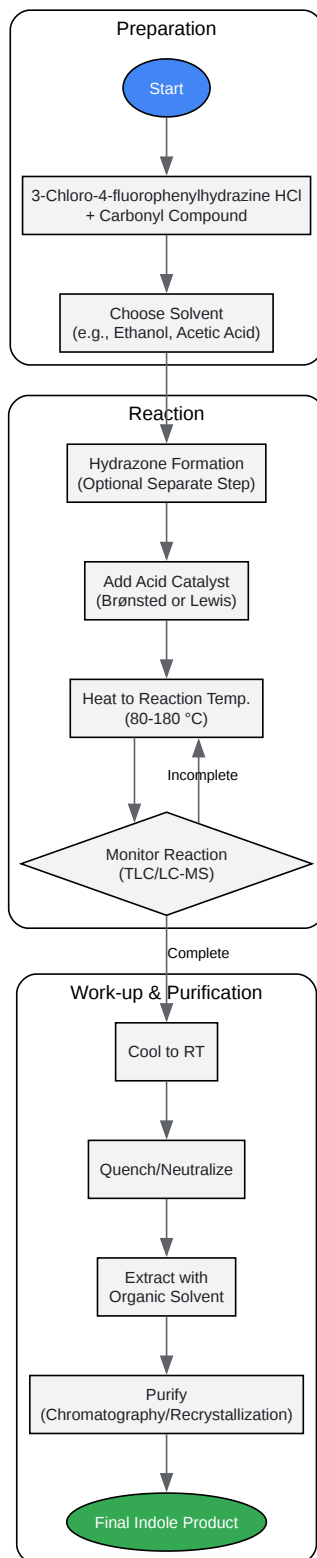 Preparation
Start
3-Chloro-4-fluorophenylhydrazine HCl
+ Carbonyl Compound
Choose Solvent
(e.g., Ethanol, Acetic Acid)
Reaction
Hydrazone Formation
(Optional Separate Step)
Add Acid Catalyst
(Brønsted or Lewis)
Heat to Reaction Temp.
(80-180 °C)
Incomplete
Monitor Reaction
(TLC/LC-MS)
Complete
Work-up & Purification
Cool to RT
Quench/Neutralize
Extract with
Organic Solvent
Purify
(Chromatography/Recrystallization)
Final Indole Product